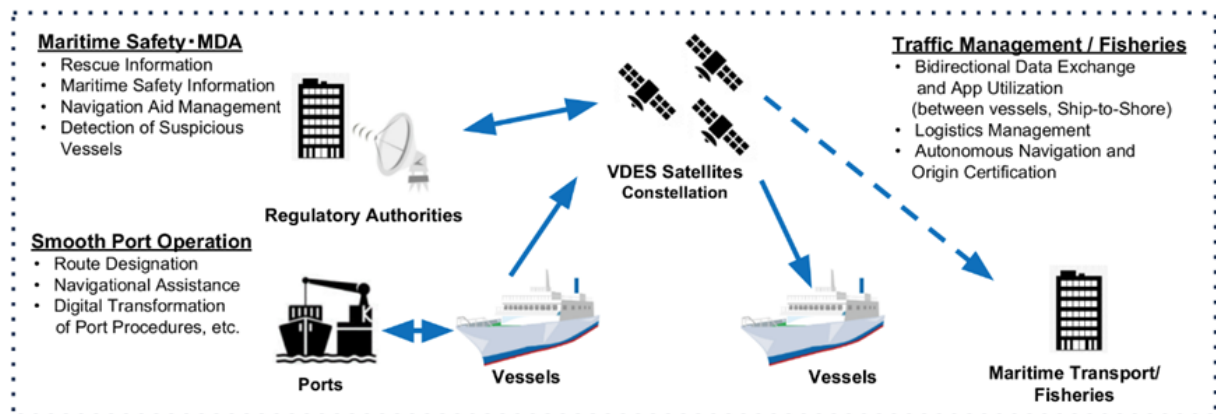 Maritime Safety・MDA
• Rescue Information
• Maritime Safety Information
• Navigation Aid Management
• Detection of Suspicious
Vessels
Regulatory Authorities
Smooth Port Operation
• Route Designation
• Navigational Assistance
• Digital Transformation
of Port Procedures, etc.
Ports
Vessels
VDES Satellites
Constellation
Vessels
Traffic Management / Fisheries
• Bidirectional Data Exchange
and App Utilization
(between vessels, Ship-to-Shore)
• Logistics Management
• Autonomous Navigation and
Origin Certification
Maritime Transport/
Fisheries